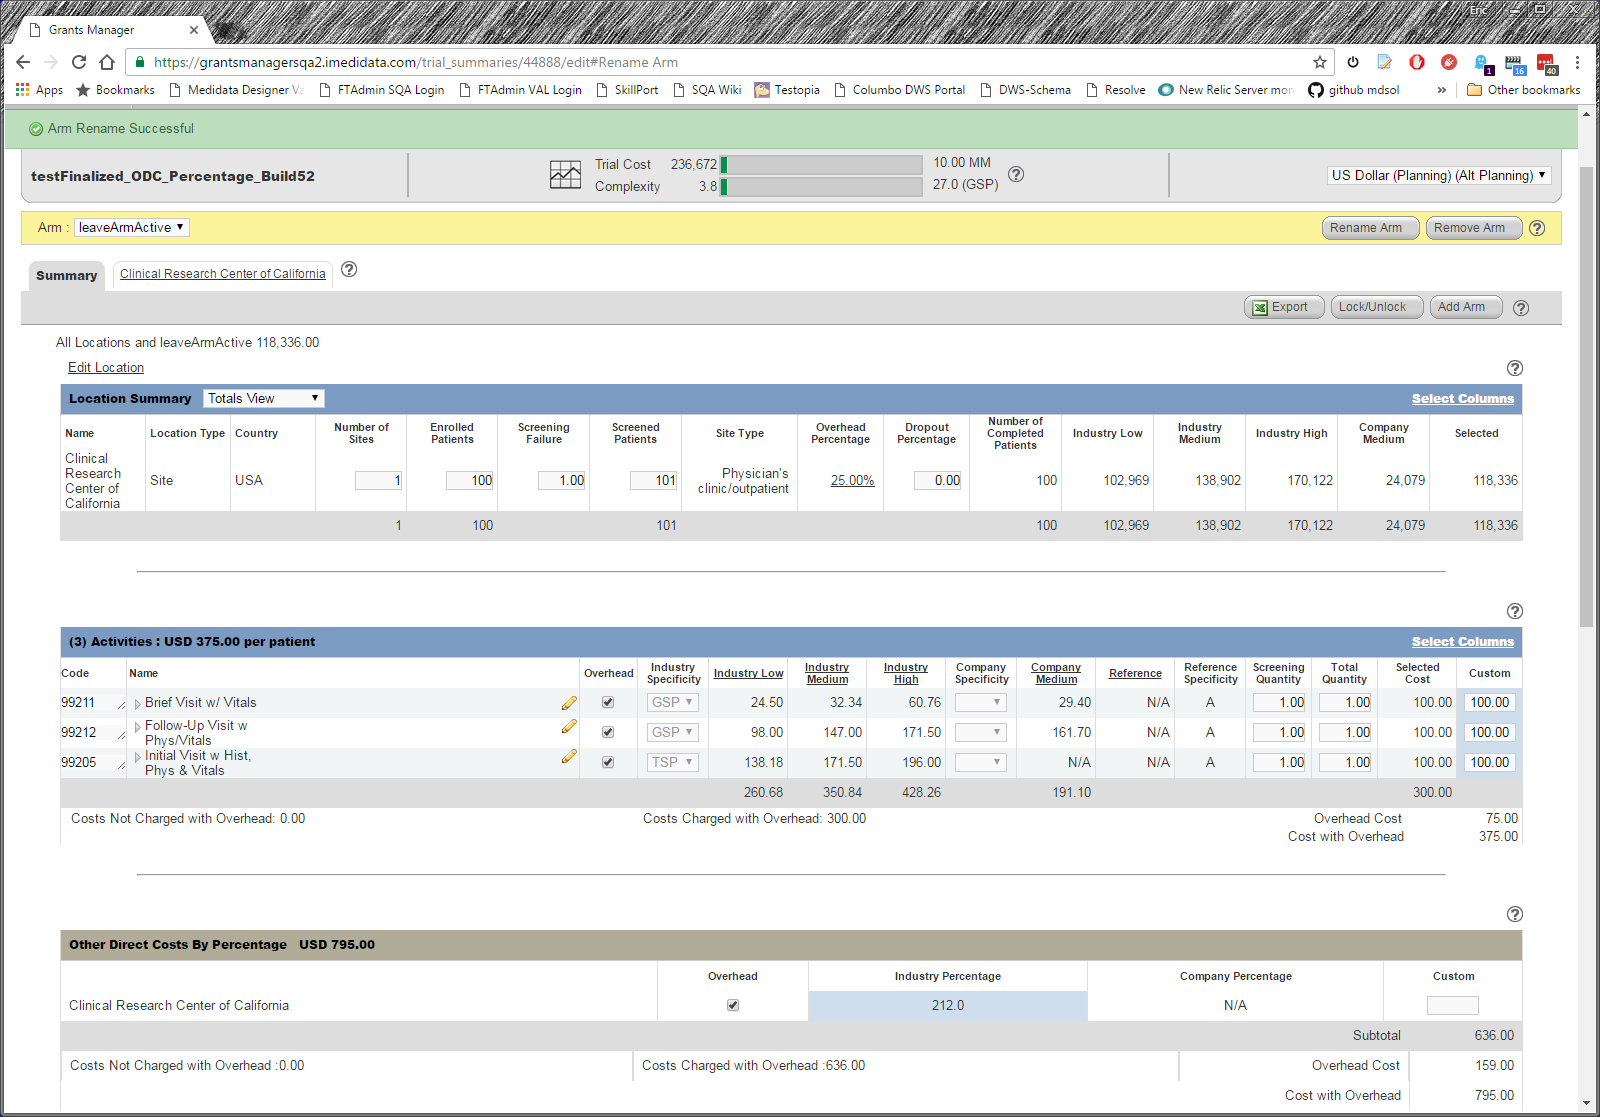 Eric
Grants Manager
https://grantsmanagersqa2.imedidata.com/trial_summaries/44888/edit#Rename Arm
1 16 40
Apps Bookmarks Medidata Designer Va FTAdmin SQA Login FTAdmin VAL Login SkillPort SQA Wiki Testopia Columbo DWS Portal DWS-Schema Resolve New Relic Server mon github mdsol » Other bookmarks
Arm Rename Successful
testFinalized_ODC_Percentage_Build52
Trial Cost 236,672 10.00 MM
Complexity 3.8 27.0 (GSP)
US Dollar (Planning) (Alt Planning)
Arm : leaveArmActive Rename Arm Remove Arm
Summary Clinical Research Center of California
Export Lock/Unlock Add Arm
All Locations and leaveArmActive 118,336.00
Edit Location
Location Summary Totals View Select Columns
Name Location Type Country Number of Sites Enrolled Patients Screening Failure Screened Patients Site Type Overhead Percentage Dropout Percentage Number of Completed Patients Industry Low Industry Medium Industry High Company Medium Selected
Clinical Research Center of California Site USA 1 100 1.00 101 Physician's clinic/outpatient 25.00% 0.00 100 102,969 138,902 170,122 24,079 118,336
1 100 101 100 102,969 138,902 170,122 24,079 118,336
(3) Activities : USD 375.00 per patient Select Columns
Code Name Overhead Industry Specificity Industry Low Industry Medium Industry High Company Specificity Company Medium Reference Reference Specificity Screening Quantity Total Quantity Selected Cost Custom
99211 Brief Visit w/ Vitals GSP 24.50 32.34 60.76 29.40 N/A A 1.00 1.00 100.00 100.00
99212 Follow-Up Visit w Phys/Vitals GSP 98.00 147.00 171.50 161.70 N/A A 1.00 1.00 100.00 100.00
99205 Initial Visit w Hist, Phys & Vitals TSP 138.18 171.50 196.00 N/A N/A A 1.00 1.00 100.00 100.00
260.68 350.84 428.26 191.10 300.00
Costs Not Charged with Overhead: 0.00 Costs Charged with Overhead: 300.00 Overhead Cost 75.00
Cost with Overhead 375.00
Other Direct Costs By Percentage USD 795.00
Overhead Industry Percentage Company Percentage Custom
Clinical Research Center of California 212.0 N/A
Subtotal 636.00
Costs Not Charged with Overhead :0.00 Costs Charged with Overhead :636.00 Overhead Cost 159.00
Cost with Overhead 795.00